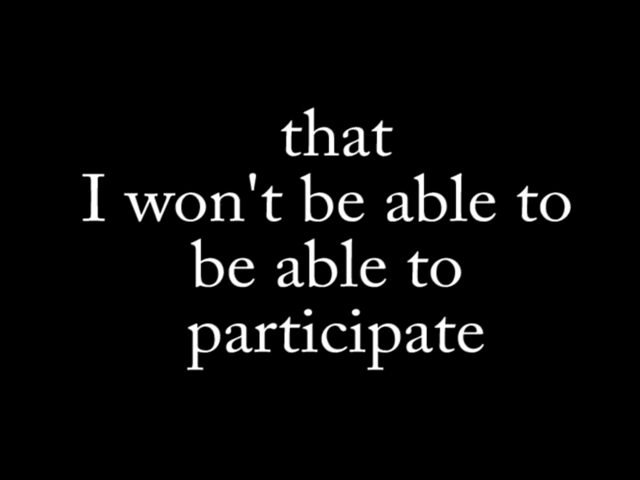 that
I won't be able to
be able to
participate